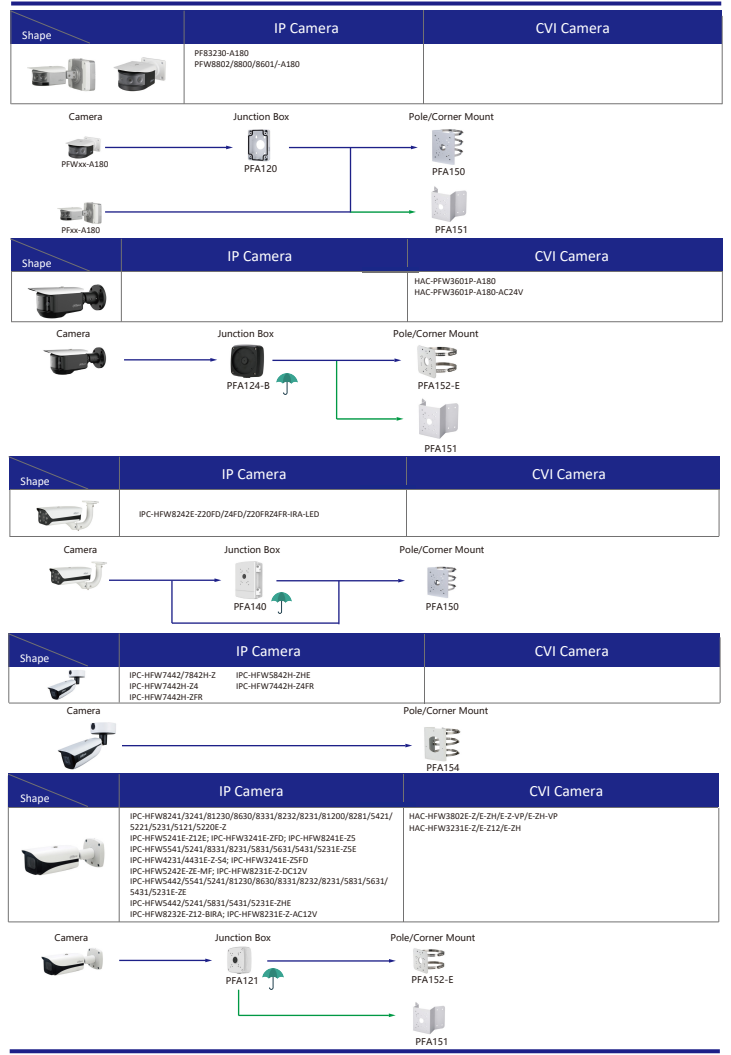 Shape
IP Camera
CVI Camera
PF83230-A180
PFW8802/8800/8601/-A180
Camera
Junction Box
Pole/Corner Mount
PFWxx-A180
PFA120
PFA150
PFxx-A180
PFA151
Shape
IP Camera
CVI Camera
HAC-PFW3601P-A180
HAC-PFW3601P-A180-AC24V
Camera
Junction Box
Pole/Corner Mount
PFA124-B
PFA152-E
PFA151
Shape
IP Camera
CVI Camera
IPC-HFW8242E-Z20FD/Z4FD/Z20FRZ4FR-IRA-LED
Camera
Junction Box
Pole/Corner Mount
PFA140
PFA150
Shape
IP Camera
CVI Camera
IPC-HFW7442/7842H-Z
IPC-HFW5842H-ZHE
IPC-HFW7442H-Z4
IPC-HFW7442H-Z4FR
IPC-HFW7442H-ZFR
Camera
Pole/Corner Mount
PFA154
Shape
IP Camera
CVI Camera
IPC-HFW8241/3241/81230/8630/8331/8232/8231/81200/8281/5421/
5221/5231/5121/5220E-Z
IPC-HFW5241E-Z12E; IPC-HFW3241E-ZFD; IPC-HFW8241E-Z5
IPC-HFW5541/5241/8331/8231/5831/5631/5431/5231E-Z5E
IPC-HFW4231/4431E-Z-S4; IPC-HFW3241E-Z5FD
IPC-HFW5242E-ZE-MF; IPC-HFW8231E-Z-DC12V
IPC-HFW5442/5541/5241/81230/8630/8331/8232/8231/5831/5631/
5431/5231E-ZE
IPC-HFW5442/5241/5831/5431/5231E-ZHE
IPC-HFW8232E-Z12-BIRA; IPC-HFW8231E-Z-AC12V
HAC-HFW3802E-Z/E-ZH/E-Z-VP/E-ZH-VP
HAC-HFW3231E-Z/E-Z12/E-ZH
Camera
Junction Box
Pole/Corner Mount
PFA121
PFA152-E
PFA151